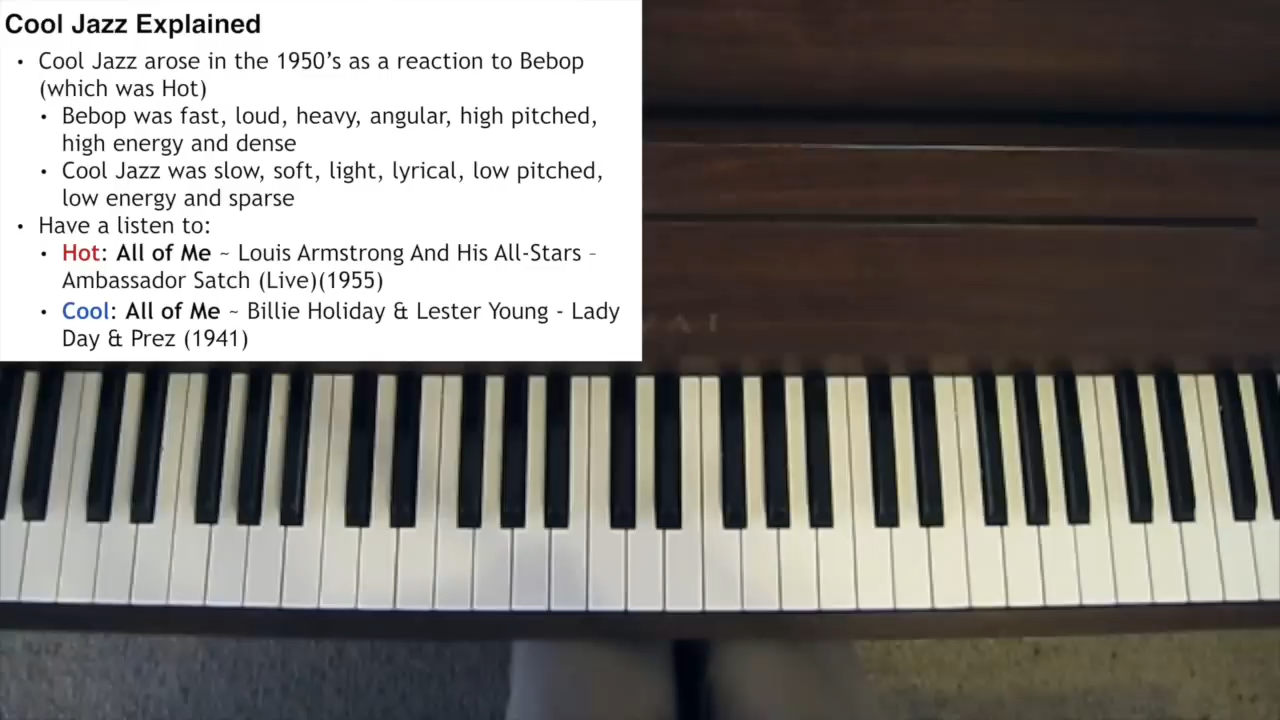 Cool Jazz Explained
• Cool Jazz arose in the 1950’s as a reaction to Bebop
(which was Hot)
• Bebop was fast, loud, heavy, angular, high pitched,
high energy and dense
• Cool Jazz was slow, soft, light, lyrical, low pitched,
low energy and sparse
• Have a listen to:
• Hot: All of Me ~ Louis Armstrong And His All-Stars –
Ambassador Satch (Live)(1955)
• Cool: All of Me ~ Billie Holiday & Lester Young - Lady
Day & Prez (1941)